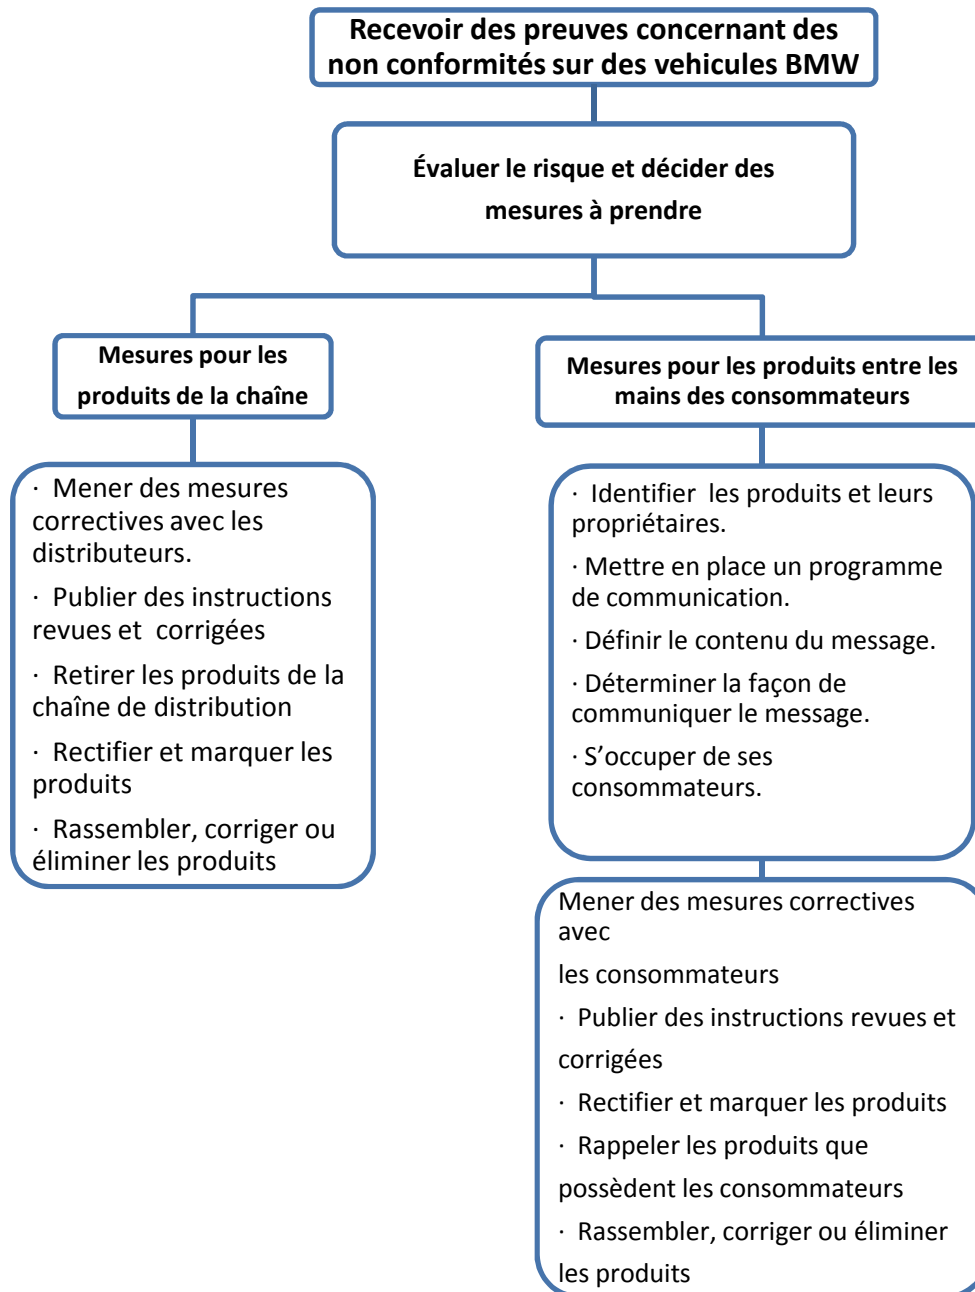 Recevoir des preuves concernant des
non conformités sur des vehicules BMW
Évaluer le risque et décider des
mesures à prendre
Mesures pour les
produits de la chaîne
· Mener des mesures
correctives avec les
distributeurs.
· Publier des instructions
revues et corrigées
· Retirer les produits de la
chaîne de distribution
· Rectifier et marquer les
produits
· Rassembler, corriger ou
éliminer les produits
Mesures pour les produits entre les
mains des consommateurs
· Identifier les produits et leurs
propriétaires.
· Mettre en place un programme
de communication.
· Définir le contenu du message.
· Déterminer la façon de
communiquer le message.
· S’occuper de ses
consommateurs.
Mener des mesures correctives
avec
les consommateurs
· Publier des instructions revues et
corrigées
· Rectifier et marquer les produits
· Rappeler les produits que
possèdent les consommateurs
· Rassembler, corriger ou éliminer
les produits